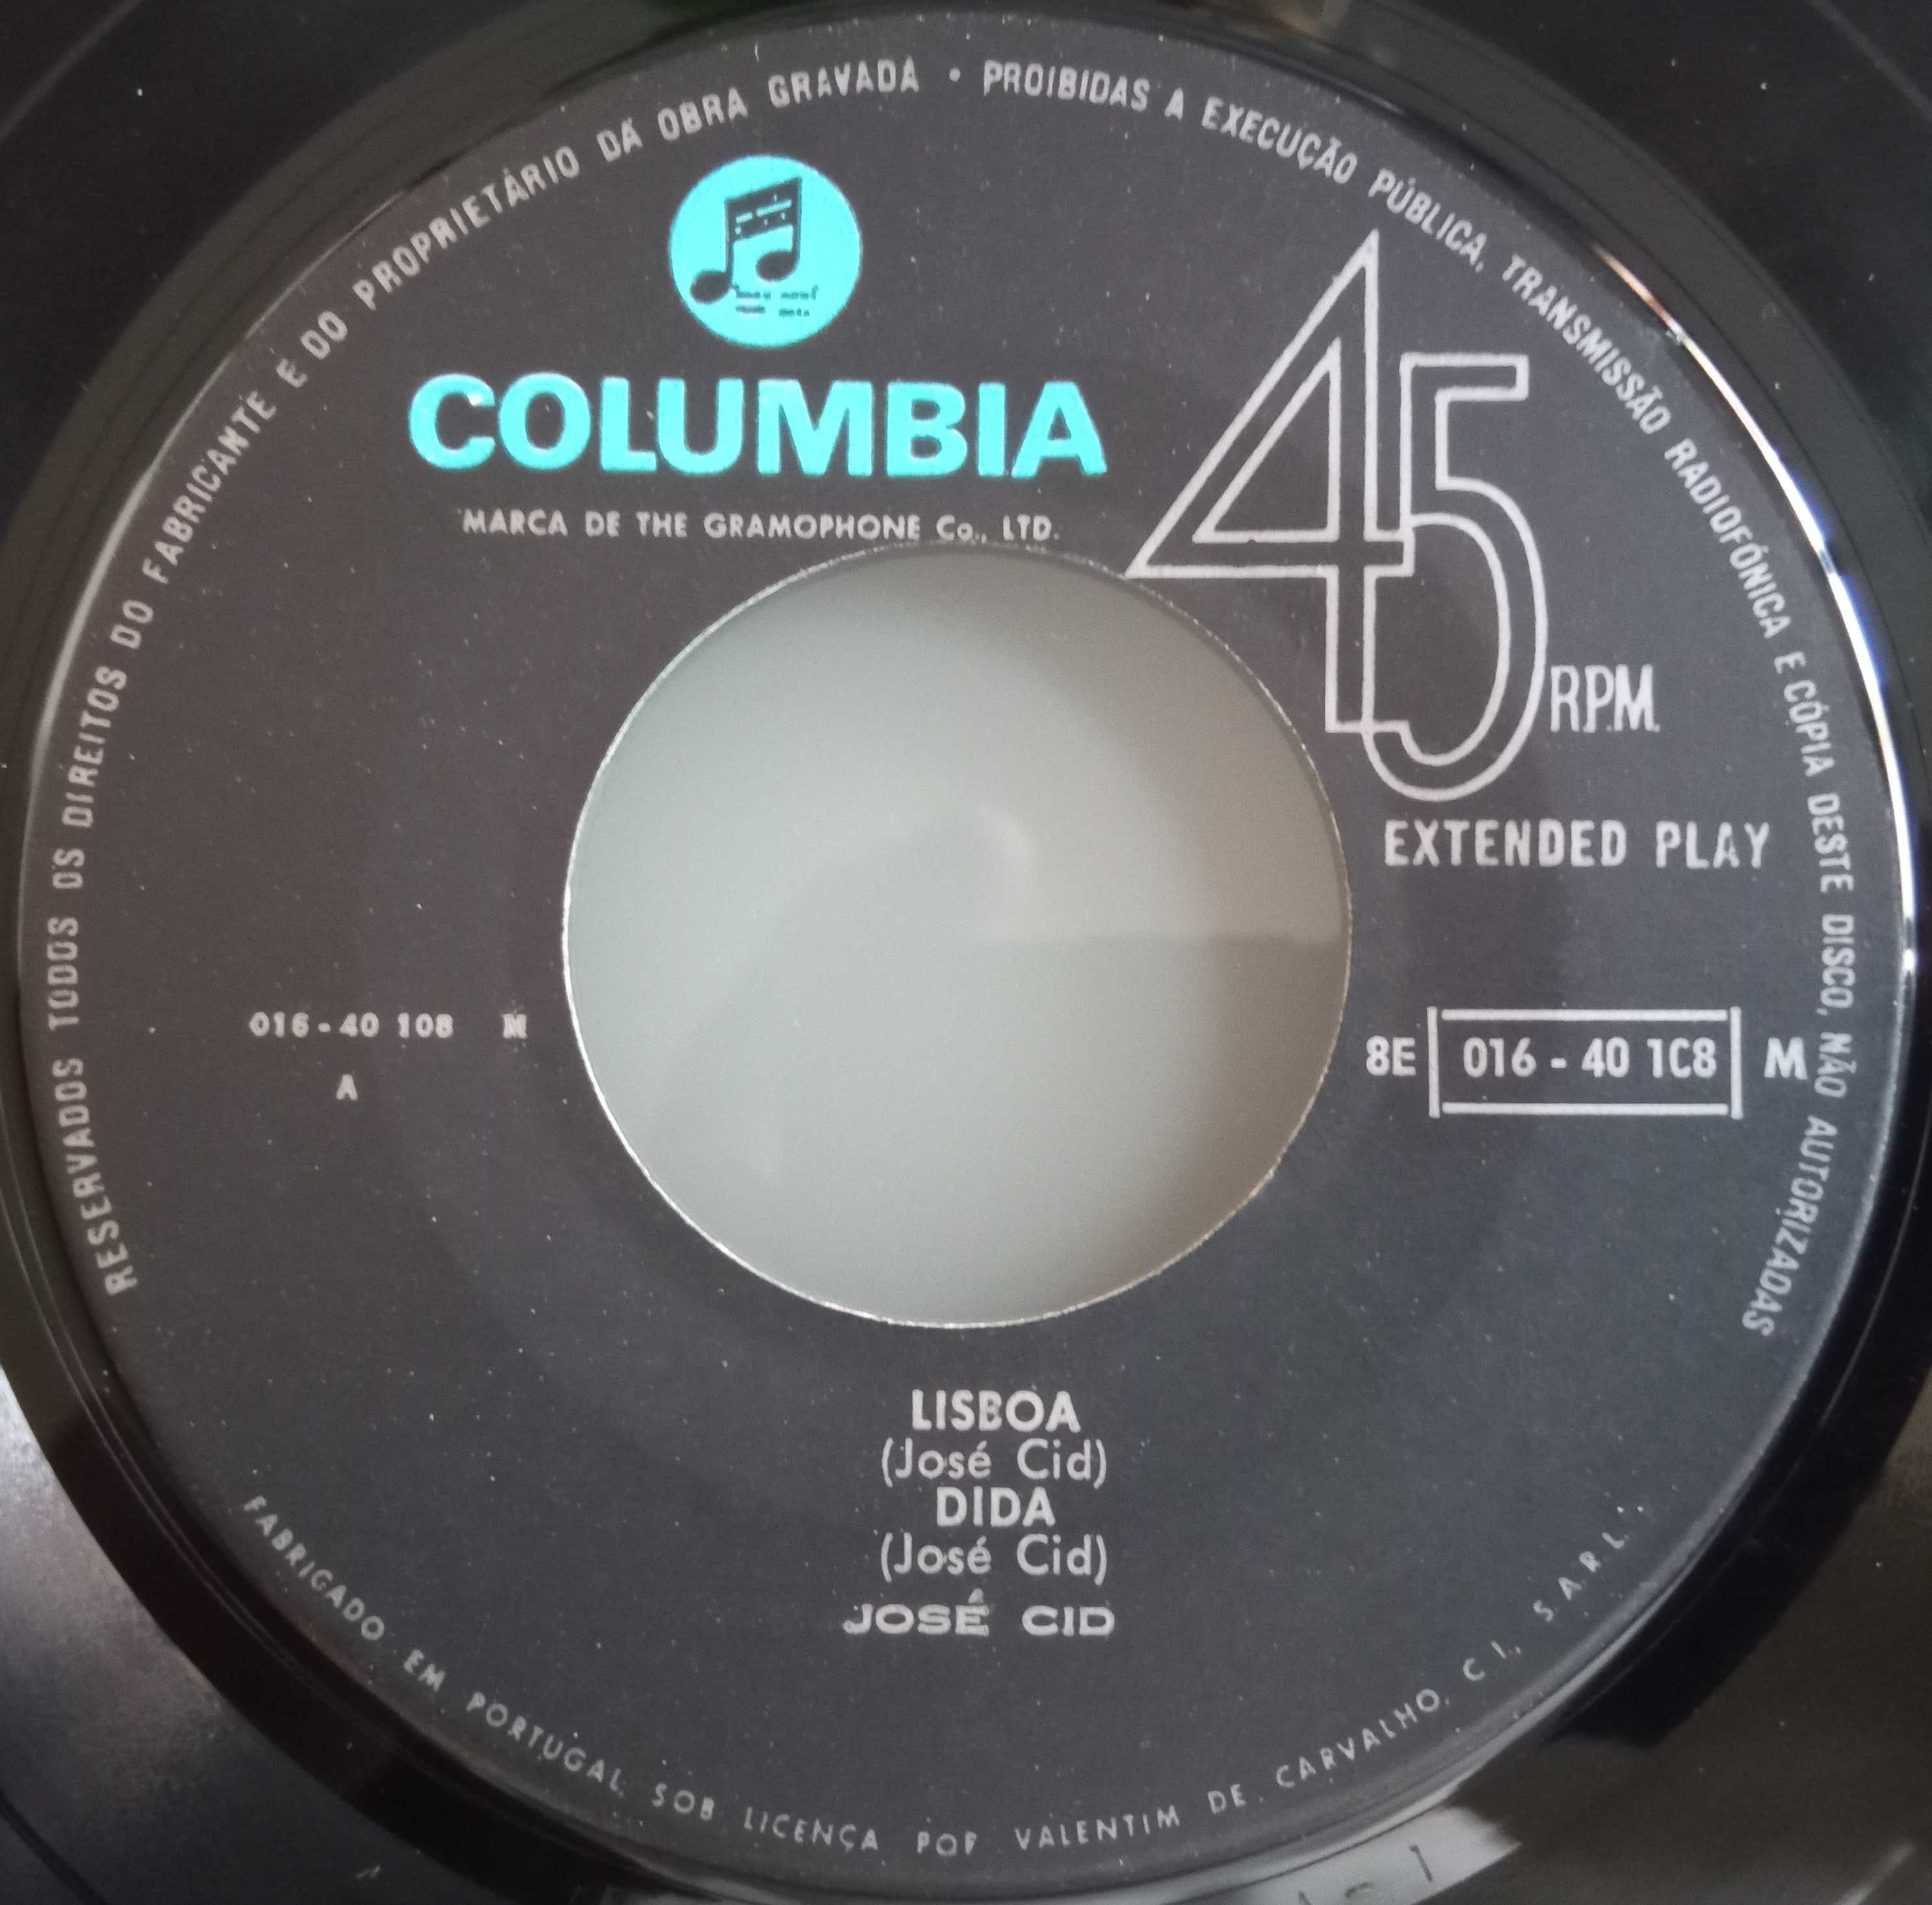 RESERVADOS TODOS OS DIREITOS DO FABRICANTE E DO PROPRIETÁRIO DA OBRA GRAVADA • PROIBIDAS A EXECUÇÃO PÚBLICA, TRANSMISSÃO RADIOFÓNICA E CÓPIA DESTE DISCO, NÃO AUTORIZADAS
COLUMBIA
MARCA DE THE GRAMOPHONE Co., LTD.
45 R.P.M.
EXTENDED PLAY
016-40 108 M
A
8E 016 - 40 1C8 M
LISBOA
(José Cid)
DIDA
(José Cid)
JOSÉ CID
FABRICADO EM PORTUGAL, SOB LICENÇA POR VALENTIM DE CARVALHO, C. I., S. A. R. L.